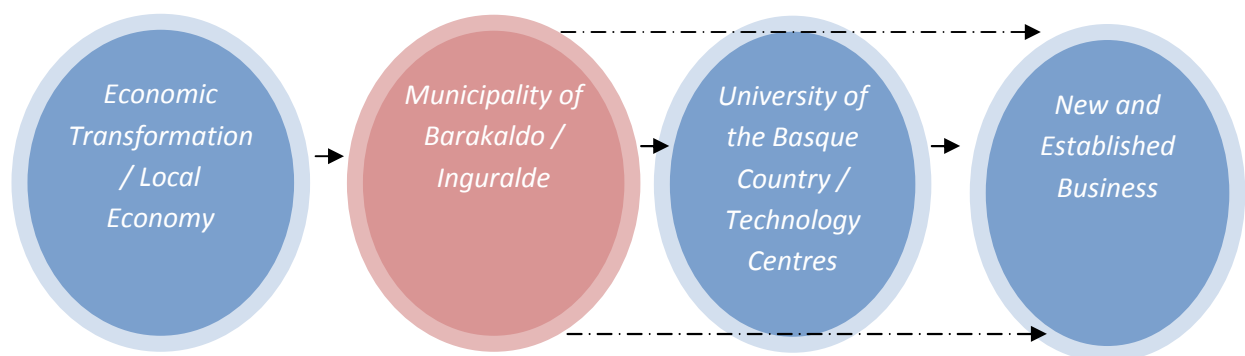 Economic
Transformation
/ Local
Economy
Municipality of
Barakaldo /
Inguralde
University of
the Basque
Country /
Technology
Centres
New and
Established
Business